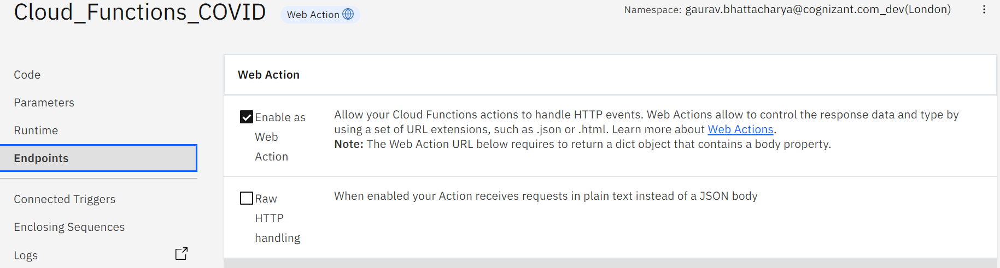 Cloud_Functions_COVID
Web Action
Namespace: gaurav.bhattacharya@cognizant.com_dev(London)
Code
Parameters
Runtime
Endpoints
Connected Triggers
Enclosing Sequences
Logs
Web Action
Enable as
Web
Action
Allow your Cloud Functions actions to handle HTTP events. Web Actions allow to control the response data and type by
using a set of URL extensions, such as .json or .html. Learn more about Web Actions.
Note: The Web Action URL below requires to return a dict object that contains a body property.
Raw
HTTP
handling
When enabled your Action receives requests in plain text instead of a JSON body